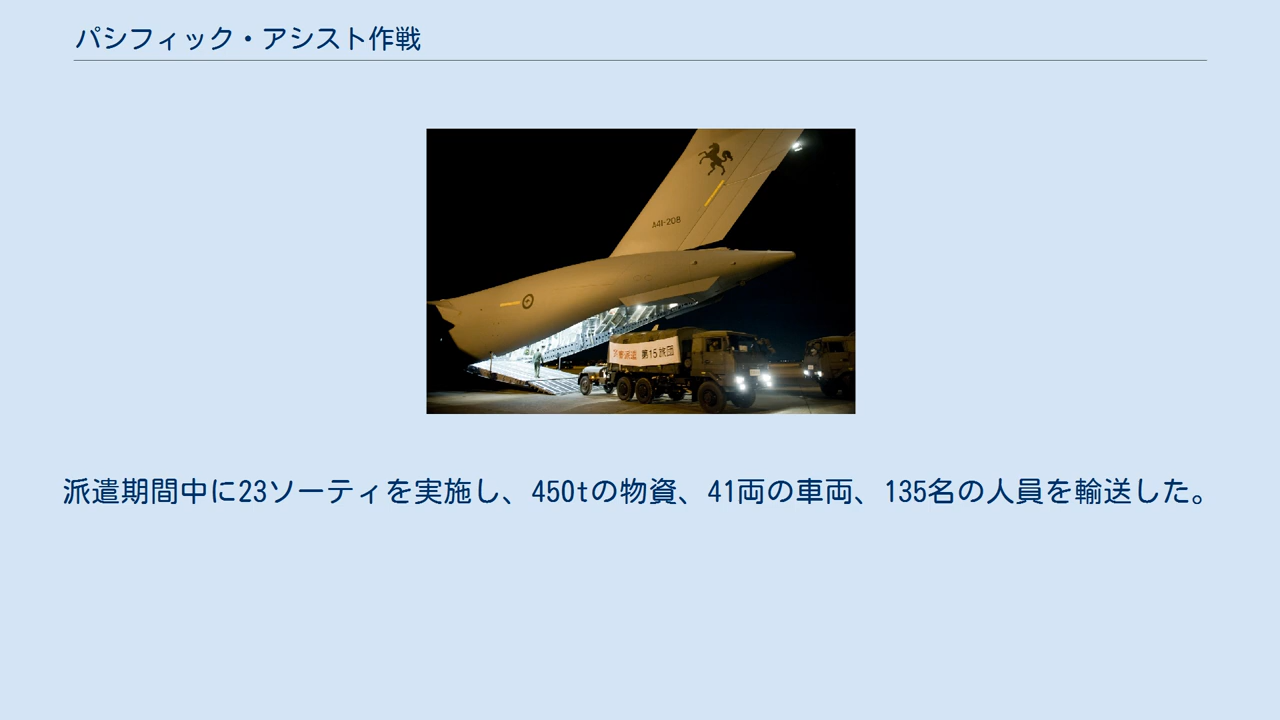 パシフィック・アシスト作戦
A41-208
災害派遣 第15旅団
派遣期間中に23ソーティを実施し、450tの物資、41両の車両、135名の人員を輸送した。